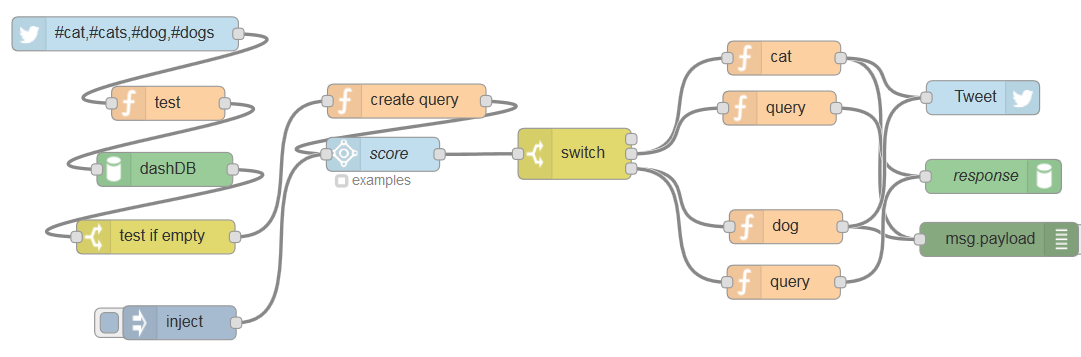 #cat,#cats,#dog,#dogs
test
dashDB
test if empty
inject
create query
score
examples
switch
cat
query
dog
query
Tweet
response
msg.payload